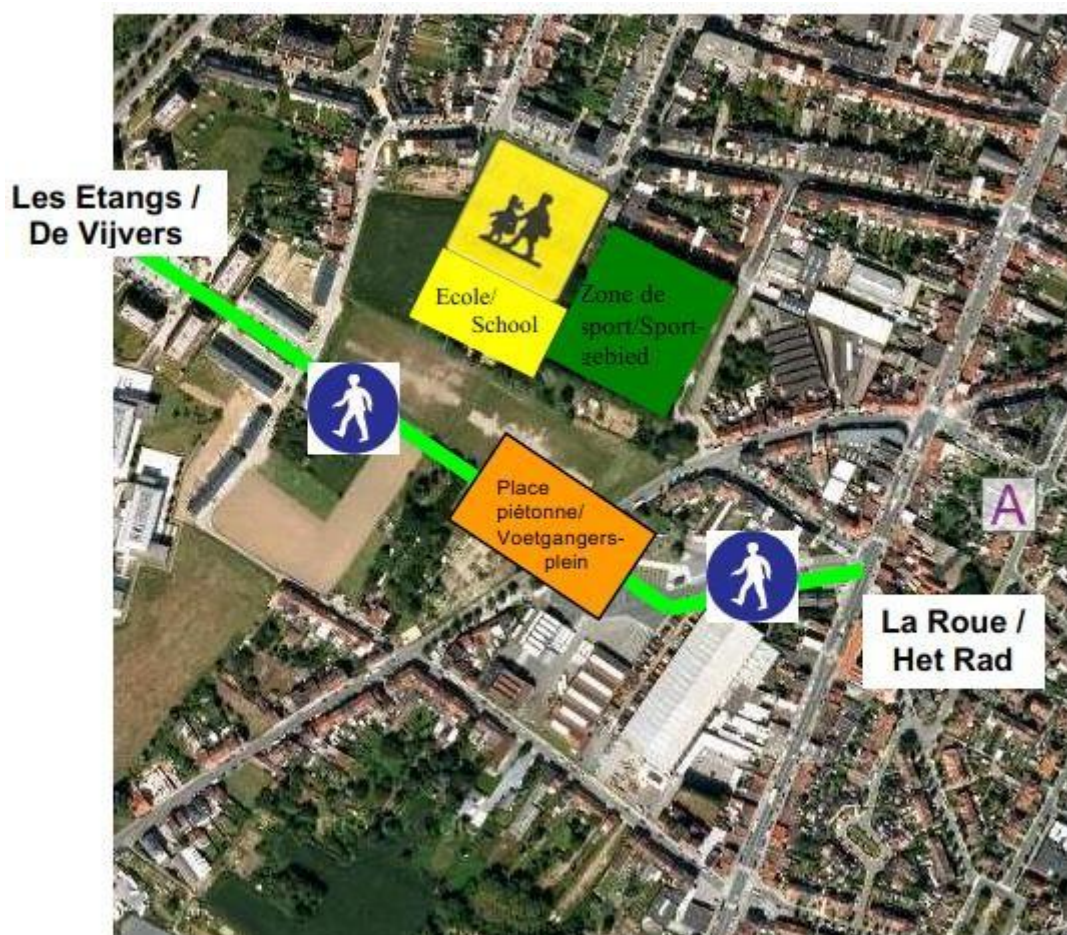 Les Etangs /
De Vijvers
Ecole/
School
Zone de
sport/Sport-
gebied
Place
piétonne/
Voetgangers-
plein
A
La Roue /
Het Rad